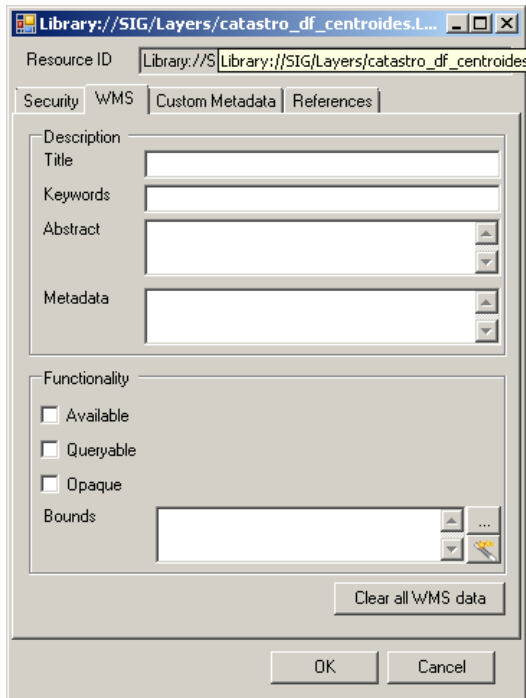 Library://SIG/Layers/catastro_df_centroides.L...
Resource ID Library://S Library://SIG/Layers/catastro_df_centroides
Security WMS Custom Metadata References
Description
Title
Keywords
Abstract
Metadata
Functionality
Available
Queryable
Opaque
Bounds ...
Clear all WMS data
OK Cancel